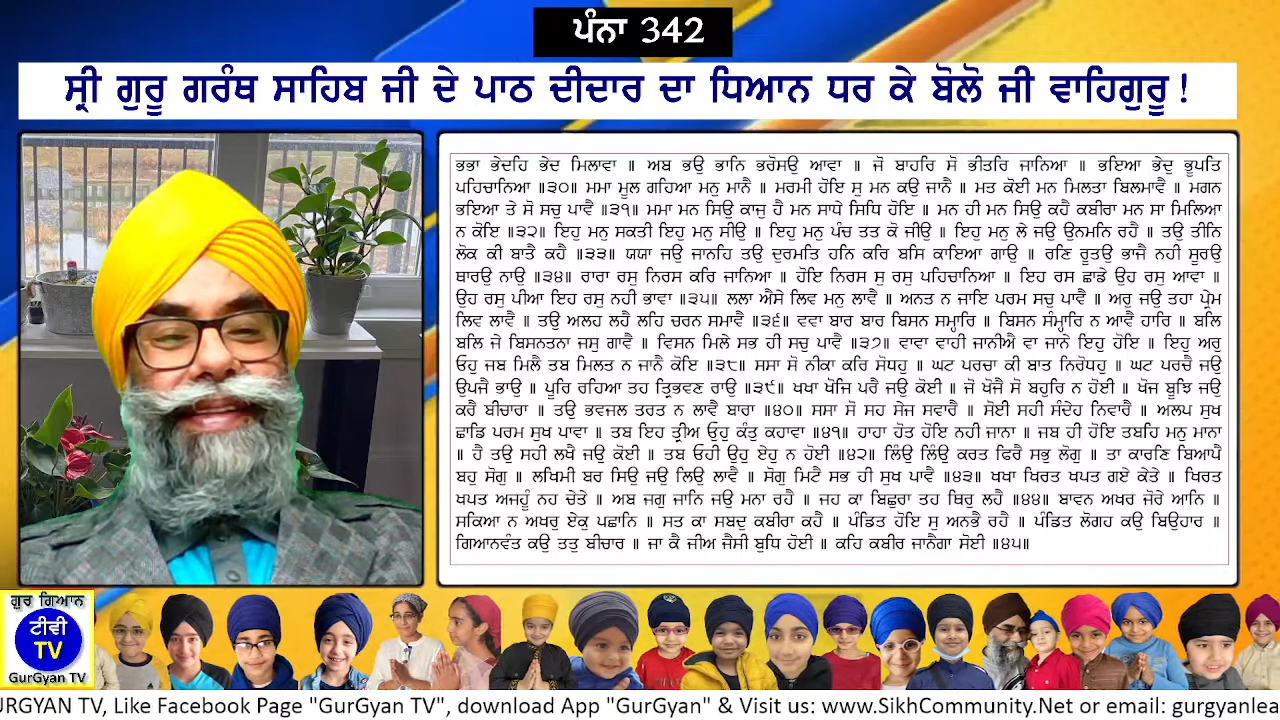 ਪੰਨਾ 342
ਸ੍ਰੀ ਗੁਰੂ ਗਰੰਥ ਸਾਹਿਬ ਜੀ ਦੇ ਪਾਠ ਦੀਦਾਰ ਦਾ ਧਿਆਨ ਧਰ ਕੇ ਬੋਲੋ ਜੀ ਵਾਹਿਗੁਰੂ!
ਭਭਾ ਭੇਦਹਿ ਭੇਦ ਮਿਲਾਵਾ ॥ ਅਬ ਭਉ ਭਾਨਿ ਭਰੋਸਉ ਆਵਾ ॥ ਜੋ ਬਾਹਰਿ ਸੋ ਭੀਤਰਿ ਜਾਨਿਆ ॥ ਭਇਆ ਭੇਦੁ ਭੂਪਤਿ
ਪਹਿਚਾਨਿਆ ॥੩੦॥ ਮਮਾ ਮੂਲ ਗਹਿਆ ਮਨੁ ਮਾਨੈ ॥ ਮਰਮੀ ਹੋਇ ਸੁ ਮਨ ਕਉ ਜਾਨੈ ॥ ਮਤ ਕੋਈ ਮਨ ਮਿਲਤਾ ਬਿਲਮਾਵੈ ॥ ਮਗਨ
ਭਇਆ ਤੇ ਸੋ ਸਚੁ ਪਾਵੈ ॥੩੧॥ ਮਮਾ ਮਨ ਸਿਉ ਕਾਜੁ ਹੈ ਮਨ ਸਾਧੇ ਸਿਧਿ ਹੋਇ ॥ ਮਨ ਹੀ ਮਨ ਸਿਉ ਕਹੈ ਕਬੀਰਾ ਮਨ ਸਾ ਮਿਲਿਆ
ਨ ਕੋਇ ॥੩੨॥ ਇਹੁ ਮਨੁ ਸਕਤੀ ਇਹੁ ਮਨੁ ਸੀਉ ॥ ਇਹੁ ਮਨੁ ਪੰਚ ਤਤ ਕੋ ਜੀਉ ॥ ਇਹੁ ਮਨੁ ਲੇ ਜਉ ਉਨਮਨਿ ਰਹੈ ॥ ਤਉ ਤੀਨਿ
ਲੋਕ ਕੀ ਬਾਤੈ ਕਹੈ ॥੩੩॥ ਯਯਾ ਜਉ ਜਾਨਹਿ ਤਉ ਦੁਰਮਤਿ ਹਨਿ ਕਰਿ ਬਸਿ ਕਾਇਆ ਗਾਉ ॥ ਰਣਿ ਰੂਤਉ ਭਾਜੈ ਨਹੀ ਸੂਰਉ
ਥਾਰਉ ਨਾਉ ॥੩੪॥ ਰਾਰਾ ਰਸੁ ਨਿਰਸ ਕਰਿ ਜਾਨਿਆ ॥ ਹੋਇ ਨਿਰਸ ਸੁ ਰਸੁ ਪਹਿਚਾਨਿਆ ॥ ਇਹ ਰਸ ਛਾਡੇ ਉਹ ਰਸੁ ਆਵਾ ॥
ਉਹ ਰਸੁ ਪੀਆ ਇਹ ਰਸੁ ਨਹੀ ਭਾਵਾ ॥੩੫॥ ਲਲਾ ਐਸੇ ਲਿਵ ਮਨੁ ਲਾਵੈ ॥ ਅਨਤ ਨ ਜਾਇ ਪਰਮ ਸਚੁ ਪਾਵੈ ॥ ਅਰੁ ਜਉ ਤਹਾ ਪ੍ਰੇਮ
ਲਿਵ ਲਾਵੈ ॥ ਤਉ ਅਲਹ ਲਹੈ ਲਹਿ ਚਰਨ ਸਮਾਵੈ ॥੩੬॥ ਵਵਾ ਬਾਰ ਬਾਰ ਬਿਸਨ ਸਮ੍ਹਾਰਿ ॥ ਬਿਸਨ ਸੰਮ੍ਹਾਰਿ ਨ ਆਵੈ ਹਾਰਿ ॥ ਬਲਿ
ਬਲਿ ਜੇ ਬਿਸਨਤਨਾ ਜਸੁ ਗਾਵੈ ॥ ਵਿਸਨ ਮਿਲੇ ਸਭ ਹੀ ਸਚੁ ਪਾਵੈ ॥੩੭॥ ਵਾਵਾ ਵਾਹੀ ਜਾਨੀਐ ਵਾ ਜਾਨੇ ਇਹੁ ਹੋਇ ॥ ਇਹੁ ਅਰੁ
ਓਹੁ ਜਬ ਮਿਲੈ ਤਬ ਮਿਲਤ ਨ ਜਾਨੈ ਕੋਇ ॥੩੮॥ ਸਸਾ ਸੋ ਨੀਕਾ ਕਰਿ ਸੋਧਹੁ ॥ ਘਟ ਪਰਚਾ ਕੀ ਬਾਤ ਨਿਰੋਧਹੁ ॥ ਘਟ ਪਰਚੈ ਜਉ
ਉਪਜੈ ਭਾਉ ॥ ਪੂਰਿ ਰਹਿਆ ਤਹ ਤ੍ਰਿਭਵਣ ਰਾਉ ॥੩੯॥ ਖਖਾ ਖੋਜਿ ਪਰੈ ਜਉ ਕੋਈ ॥ ਜੋ ਖੋਜੈ ਸੋ ਬਹੁਰਿ ਨ ਹੋਈ ॥ ਖੋਜ ਬੂਝਿ ਜਉ
ਕਰੈ ਬੀਚਾਰਾ ॥ ਤਉ ਭਵਜਲ ਤਰਤ ਨ ਲਾਵੈ ਬਾਰਾ ॥੪੦॥ ਸਸਾ ਸੋ ਸਹ ਸੇਜ ਸਵਾਰੈ ॥ ਸੋਈ ਸਹੀ ਸੰਦੇਹ ਨਿਵਾਰੈ ॥ ਅਲਪ ਸੁਖ
ਛਾਡਿ ਪਰਮ ਸੁਖ ਪਾਵਾ ॥ ਤਬ ਇਹ ਤ੍ਰੀਅ ਓੁਹੁ ਕੰਤੁ ਕਹਾਵਾ ॥੪੧॥ ਹਾਹਾ ਹੋਤ ਹੋਇ ਨਹੀ ਜਾਨਾ ॥ ਜਬ ਹੀ ਹੋਇ ਤਬਹਿ ਮਨੁ ਮਾਨਾ
॥ ਹੈ ਤਉ ਸਹੀ ਲਖੈ ਜਉ ਕੋਈ ॥ ਤਬ ਓਹੀ ਉਹੁ ਏਹੁ ਨ ਹੋਈ ॥੪੨॥ ਲਿੰਉ ਲਿੰਉ ਕਰਤ ਫਿਰੈ ਸਭੁ ਲੋਗੁ ॥ ਤਾ ਕਾਰਣਿ ਬਿਆਪੈ
ਬਹੁ ਸੋਗੁ ॥ ਲਖਿਮੀ ਬਰ ਸਿਉ ਜਉ ਲਿਉ ਲਾਵੈ ॥ ਸੋਗੁ ਮਿਟੈ ਸਭ ਹੀ ਸੁਖ ਪਾਵੈ ॥੪੩॥ ਖਖਾ ਖਿਰਤ ਖਪਤ ਗਏ ਕੇਤੇ ॥ ਖਿਰਤ
ਖਪਤ ਅਜਹੂੰ ਨਹ ਚੇਤੇ ॥ ਅਬ ਜਗੁ ਜਾਨਿ ਜਉ ਮਨਾ ਰਹੈ ॥ ਜਹ ਕਾ ਬਿਛੁਰਾ ਤਹ ਥਿਰੁ ਲਹੈ ॥੪੪॥ ਬਾਵਨ ਅਖਰ ਜੋਰੇ ਆਨਿ ॥
ਸਕਿਆ ਨ ਅਖਰੁ ਏਕੁ ਪਛਾਨਿ ॥ ਸਤ ਕਾ ਸਬਦੁ ਕਬੀਰਾ ਕਹੈ ॥ ਪੰਡਿਤ ਹੋਇ ਸੁ ਅਨਭੈ ਰਹੈ ॥ ਪੰਡਿਤ ਲੋਗਹ ਕਉ ਬਿਉਹਾਰ ॥
ਗਿਆਨਵੰਤ ਕਉ ਤਤੁ ਬੀਚਾਰ ॥ ਜਾ ਕੈ ਜੀਅ ਜੈਸੀ ਬੁਧਿ ਹੋਈ ॥ ਕਹਿ ਕਬੀਰ ਜਾਨੈਗਾ ਸੋਈ ॥੪੫॥
ਗੁਰ ਗਿਆਨ
ਟੀਵੀ
TV
GurGyan TV
URGYAN TV, Like Facebook Page "GurGyan TV", download App "GurGyan" & Visit us: www.SikhCommunity.Net or email: gurgyanlea